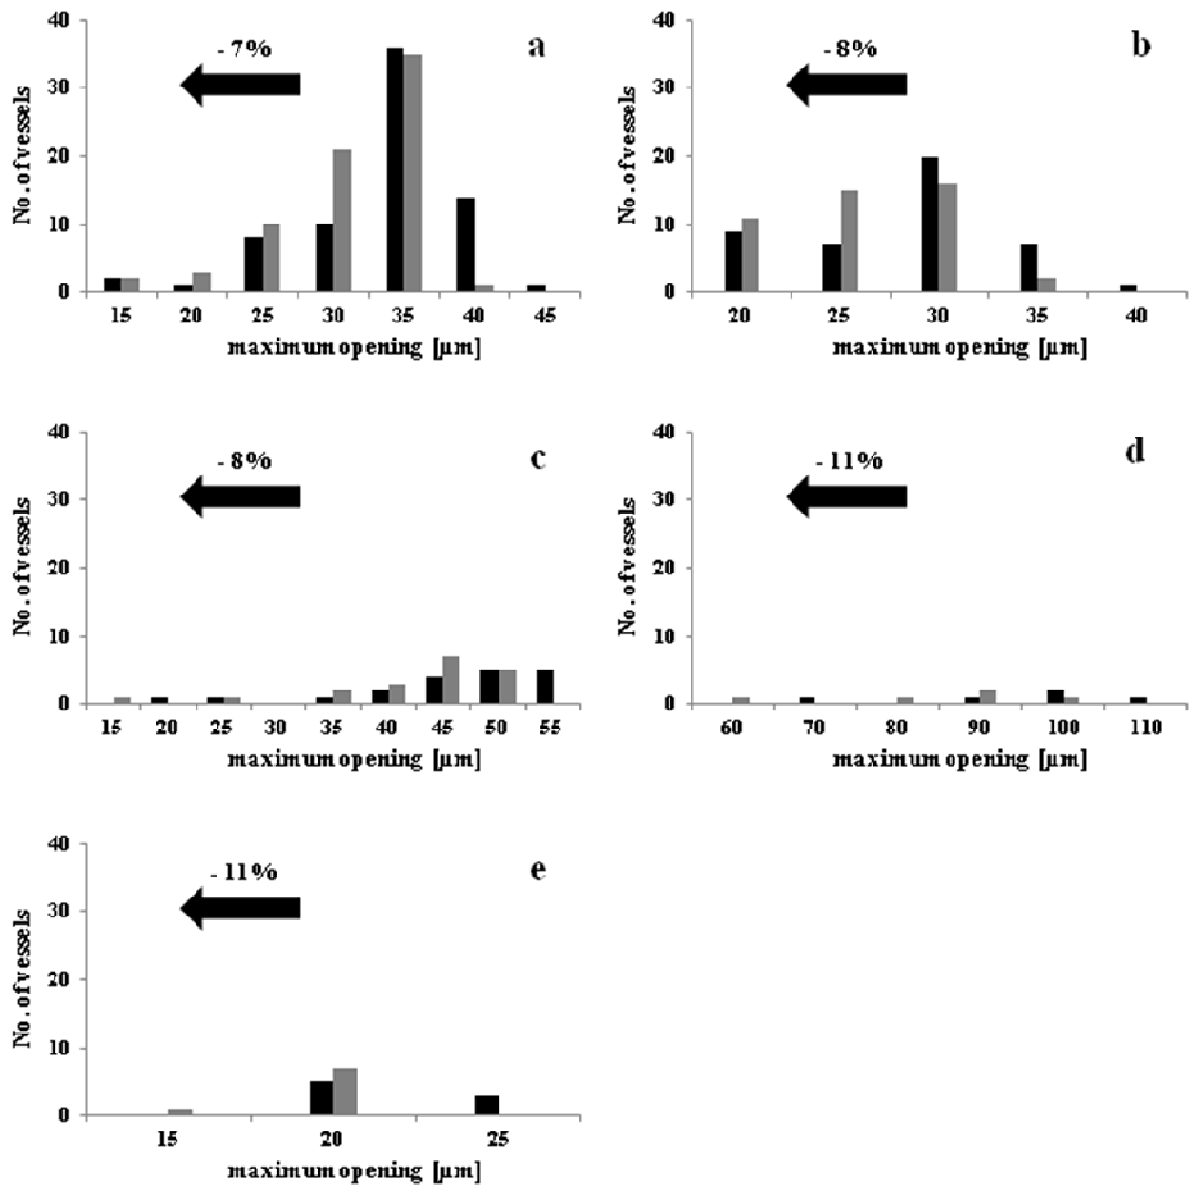 a
- 7%
No. of vessels
40
30
20
10
0
15 20 25 30 35 40 45
maximum opening [µm]
b
- 8%
No. of vessels
40
30
20
10
0
20 25 30 35 40
maximum opening [µm]
c
- 8%
No. of vessels
40
30
20
10
0
15 20 25 30 35 40 45 50 55
maximum opening [µm]
d
- 11%
No. of vessels
40
30
20
10
0
60 70 80 90 100 110
maximum opening [µm]
e
- 11%
No. of vessels
40
30
20
10
0
15 20 25
maximum opening [µm]